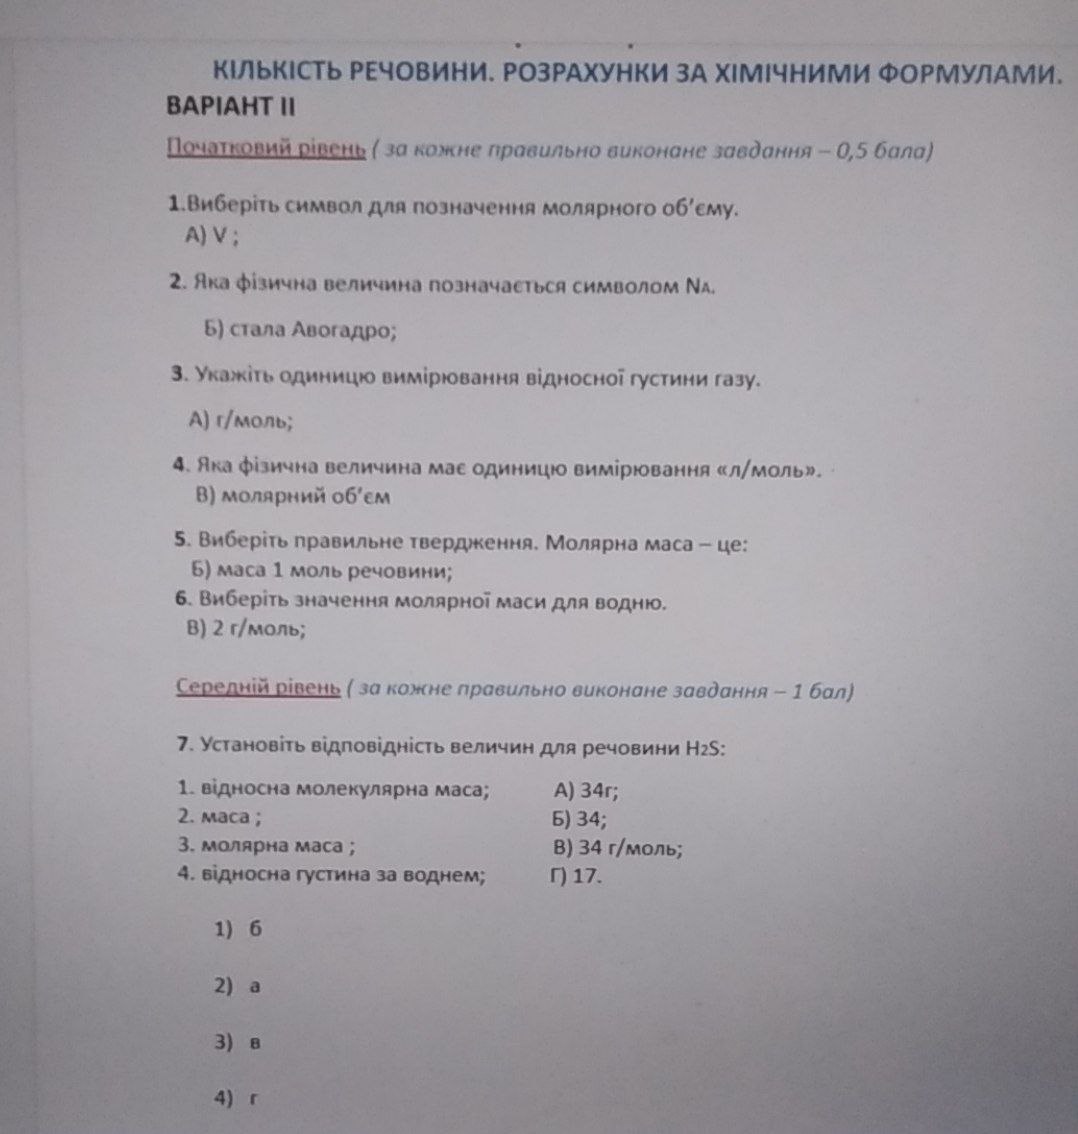 КІЛЬКІСТЬ РЕЧОВИНИ. РОЗРАХУНКИ ЗА ХІМІЧНИМИ ФОРМУЛАМИ.
ВАРІАНТ ІІ
Початковий рівень ( за кожне правильно виконане завдання – 0,5 бала)
1.Виберіть символ для позначення молярного об’єму.
А) V ;
2. Яка фізична величина позначається символом NA.
Б) стала Авогадро;
3. Укажіть одиницю вимірювання відносної густини газу.
А) г/моль;
4. Яка фізична величина має одиницю вимірювання «л/моль».
В) молярний об’єм
5. Виберіть правильне твердження. Молярна маса – це:
Б) маса 1 моль речовини;
6. Виберіть значення молярної маси для водню.
В) 2 г/моль;
Середній рівень ( за кожне правильно виконане завдання – 1 бал)
7. Установіть відповідність величин для речовини H2S:
1. відносна молекулярна маса; А) 34г;
2. маса ; Б) 34;
3. молярна маса ; В) 34 г/моль;
4. відносна густина за воднем; Г) 17.
1) б
2) а
3) в
4) г